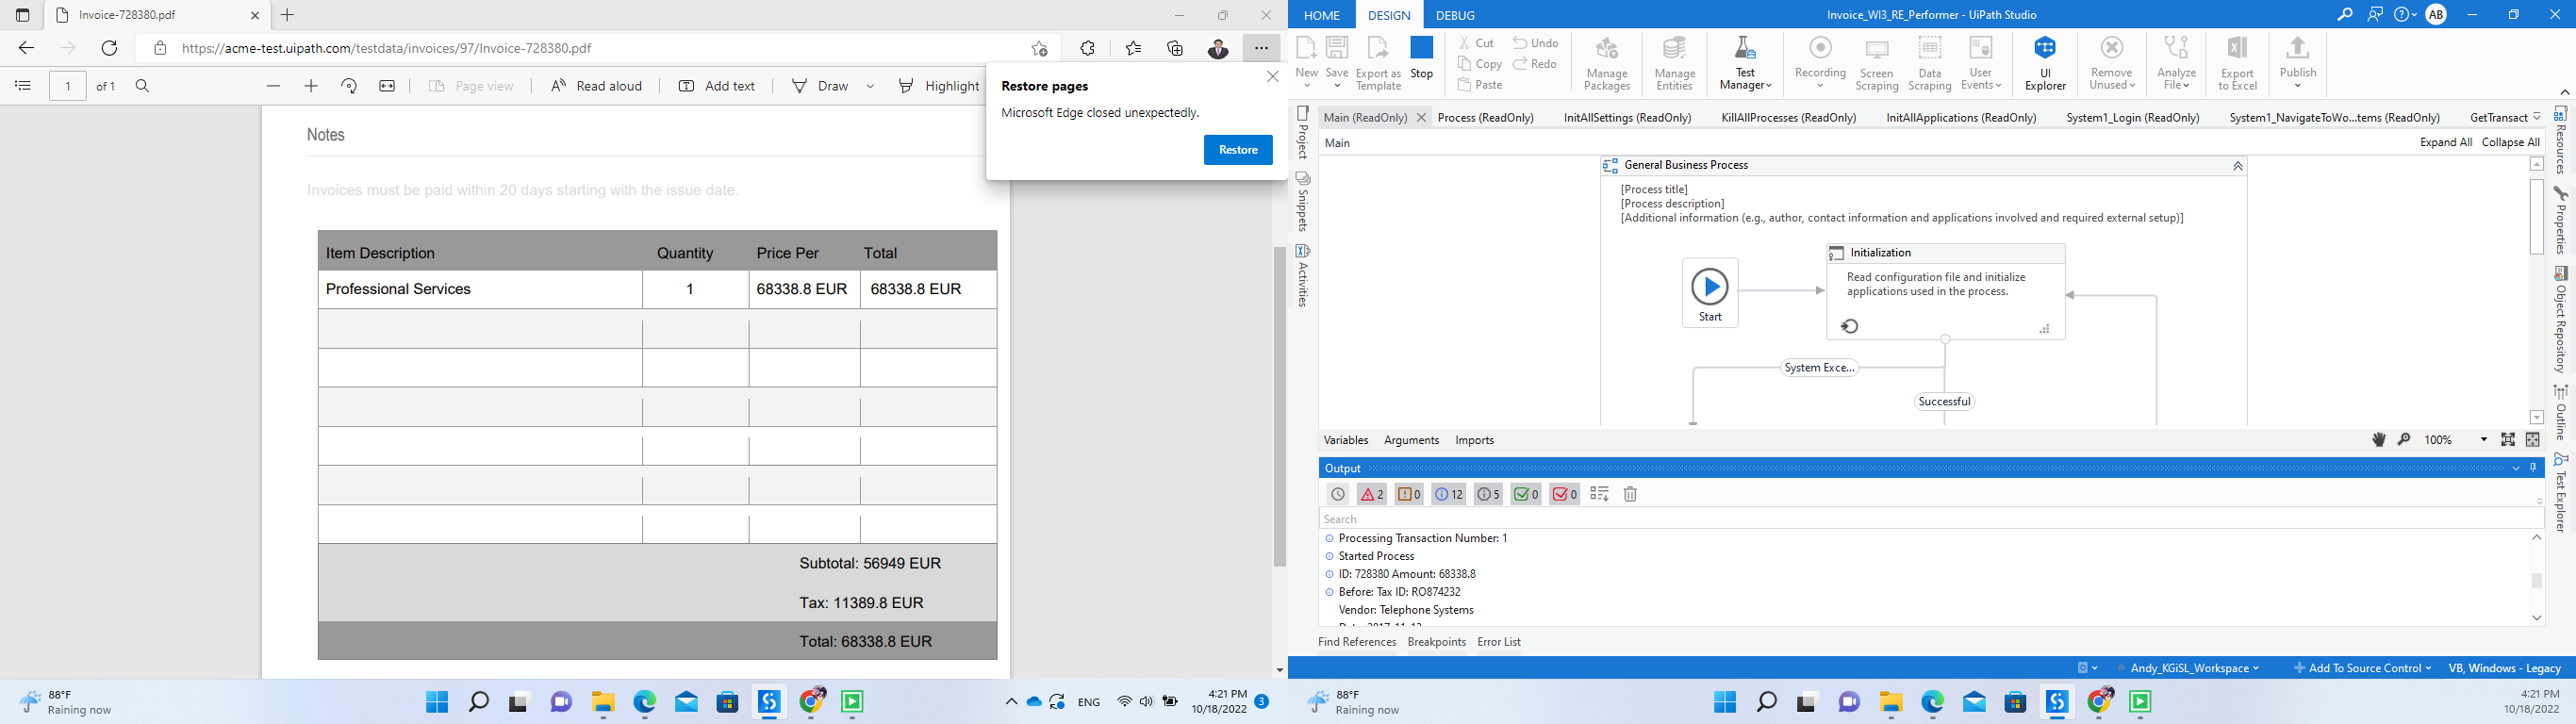 Invoice-728380.pdf
https://acme-test.uipath.com/testdata/invoices/97/Invoice-728380.pdf
1 of 1
Page view
Read aloud
Add text
Draw
Highlight
Restore pages
Microsoft Edge closed unexpectedly.
Restore
Notes
Invoices must be paid within 20 days starting with the issue date.
Item Description Quantity Price Per Total
Professional Services 1 68338.8 EUR 68338.8 EUR
Subtotal: 56949 EUR
Tax: 11389.8 EUR
Total: 68338.8 EUR
88°F
Raining now
ENG
4:21 PM
10/18/2022
3
HOME DESIGN DEBUG
Invoice_WI3_RE_Performer - UiPath Studio
AB
New
Save
Export as Template
Stop
Cut
Copy
Paste
Undo
Redo
Manage Packages
Manage Entities
Test Manager
Recording
Screen Scraping
Data Scraping
User Events
UI Explorer
Remove Unused
Analyze File
Export to Excel
Publish
Main (ReadOnly) Process (ReadOnly) InitAllSettings (ReadOnly) KillAllProcesses (ReadOnly) InitAllApplications (ReadOnly) System1_Login (ReadOnly) System1_NavigateToWo...tems (ReadOnly) GetTransact
Project
Snippets
Activities
Main
Expand All Collapse All
General Business Process
[Process title]
[Process description]
[Additional information (e.g., author, contact information and applications involved and required external setup)]
Start
Initialization
Read configuration file and initialize
applications used in the process.
System Exce...
Successful
Variables Arguments Imports
100%
Output
2 0 12 5 0 0
Search
Processing Transaction Number: 1
Started Process
ID: 728380 Amount: 68338.8
Before: Tax ID: RO874232
Vendor: Telephone Systems
Find References Breakpoints Error List
Resources
Properties
Object Repository
Outline
Test Explorer
Andy_KGiSL_Workspace
Add To Source Control
VB, Windows - Legacy
88°F
Raining now
4:21 PM
10/18/2022